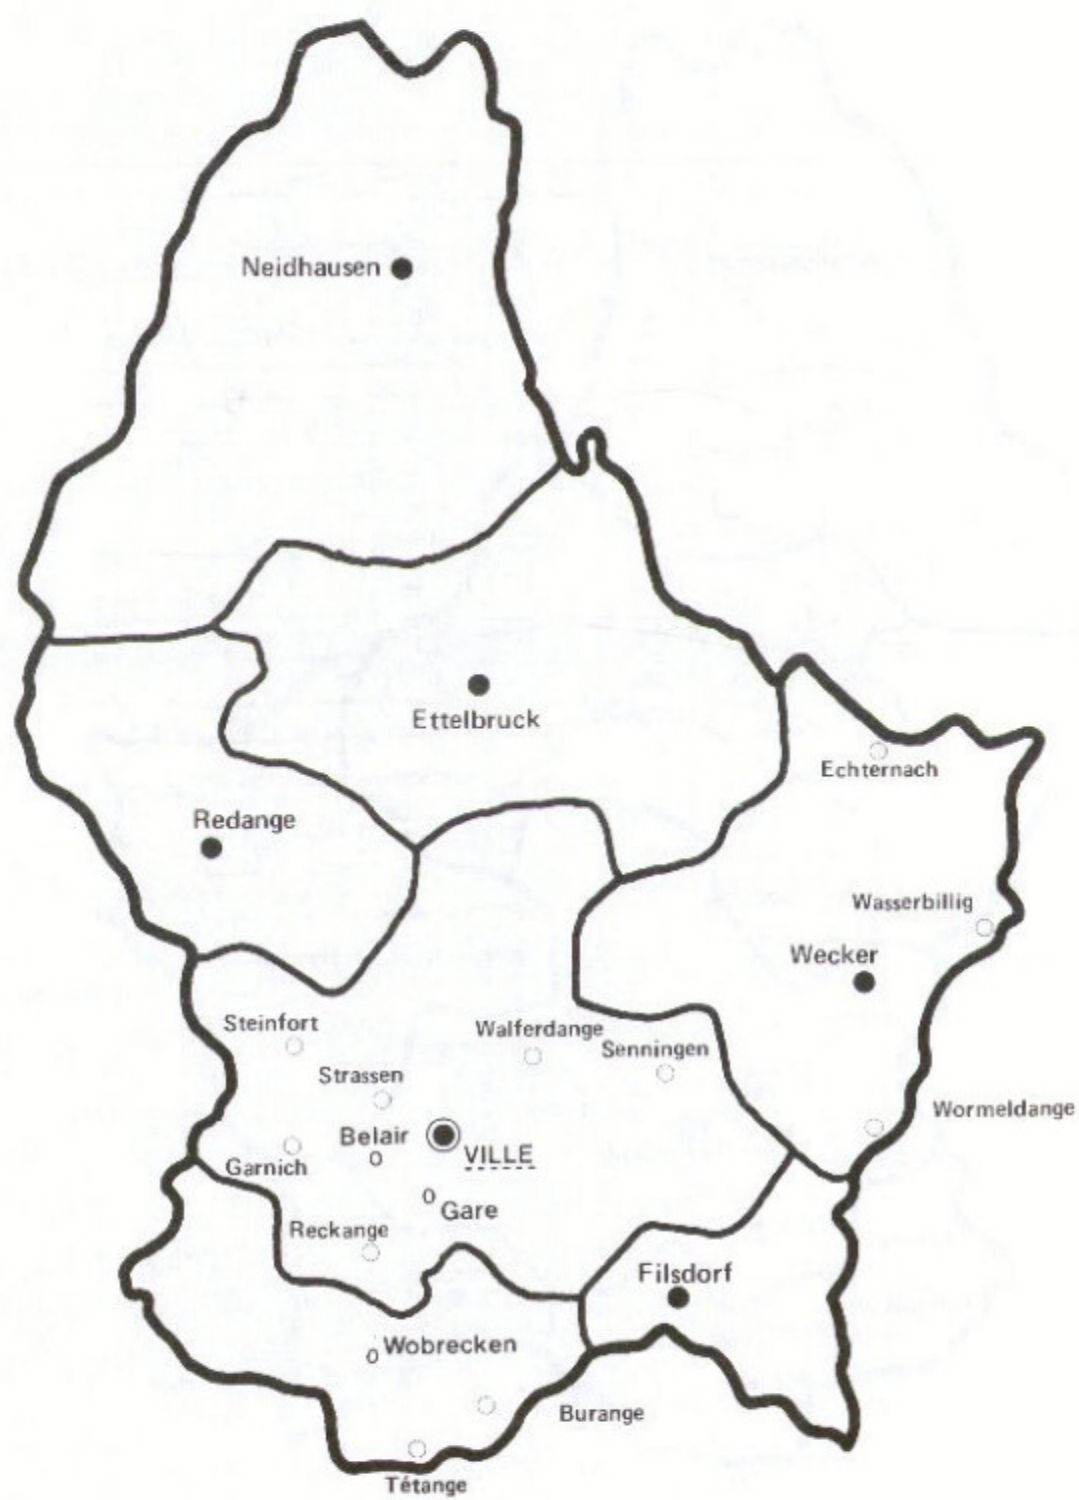 Neidhausen
Ettelbruck
Echternach
Redange
Wasserbillig
Wecker
Steinfort
Walferdange
Senningen
Strassen
Wormeldange
Belair
VILLE
Garnich
Gare
Reckange
Filsdorf
Wobrecken
Burange
Tétange